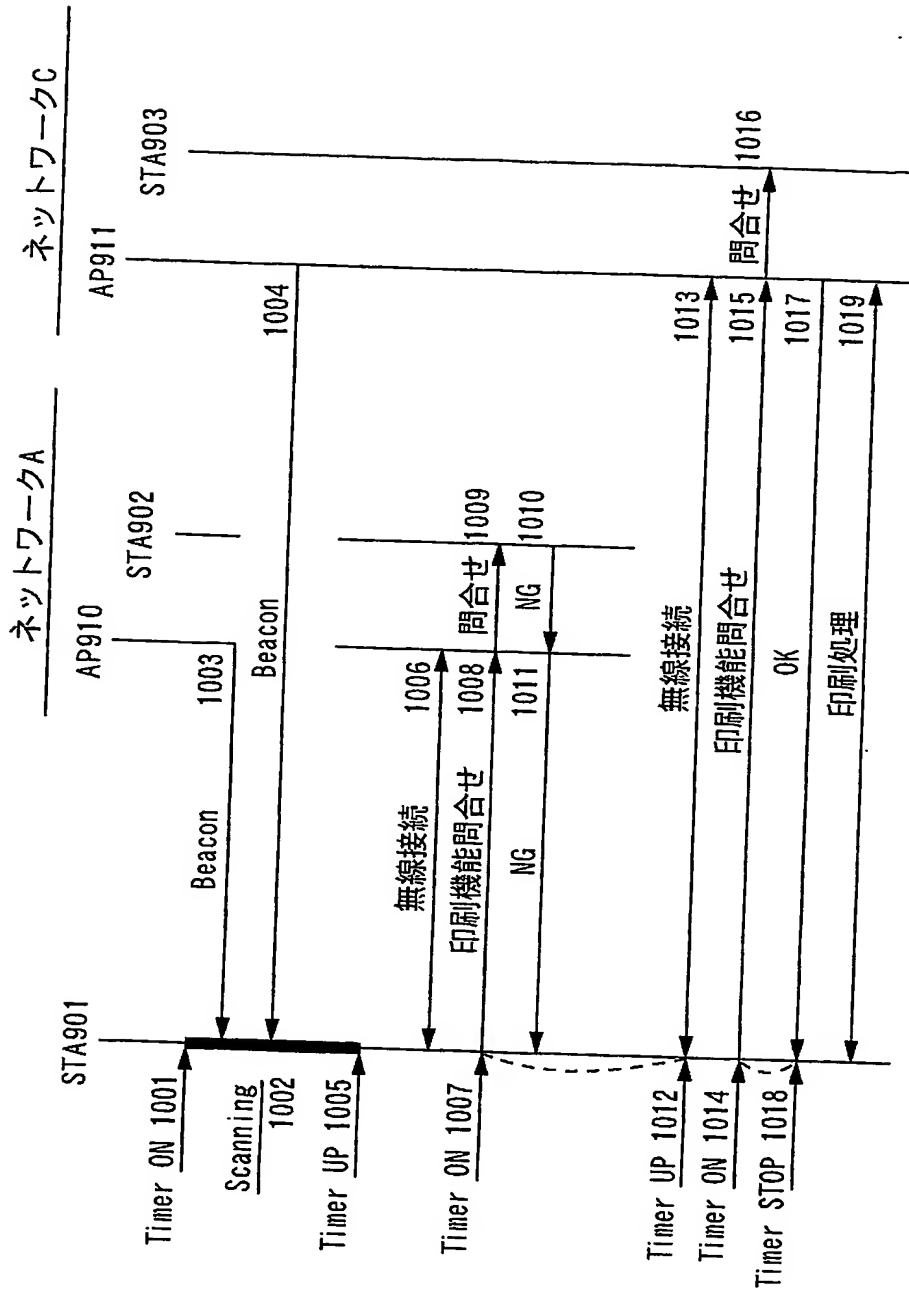 ネットワークA
ネットワークC
STA901
AP910
STA902
AP911
STA903
Timer ON 1001
Scanning
1002
Beacon
1003
Beacon
1004
Timer UP 1005
無線接続
1006
Timer ON 1007
印刷機能問合せ
1008
問合せ
1009
NG
1010
NG
1011
Timer UP 1012
無線接続
1013
Timer ON 1014
印刷機能問合せ
1015
問合せ
1016
OK
1017
Timer STOP 1018
印刷処理
1019